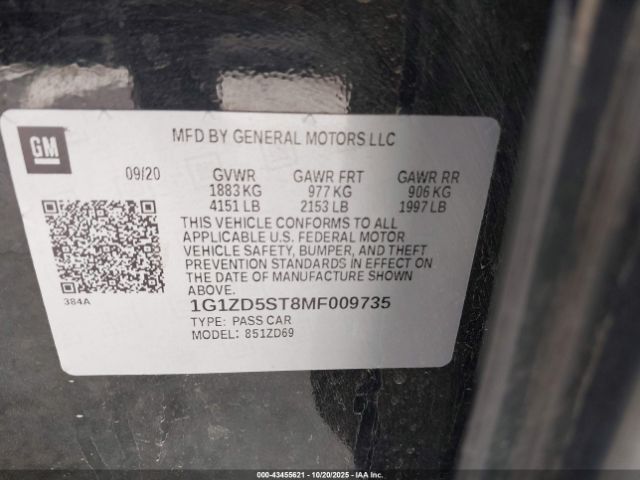 GM
MFD BY GENERAL MOTORS LLC
09/20 GVWR GAWR FRT GAWR RR
1883 KG 977 KG 906 KG
4151 LB 2153 LB 1997 LB
THIS VEHICLE CONFORMS TO ALL
APPLICABLE U.S. FEDERAL MOTOR
VEHICLE SAFETY, BUMPER, AND THEFT
PREVENTION STANDARDS IN EFFECT ON
THE DATE OF MANUFACTURE SHOWN
ABOVE.
384A
1G1ZD5ST8MF009735
TYPE: PASS CAR
MODEL: 851ZD69
000-43455621 - 10/20/2025 - IAAI.COM